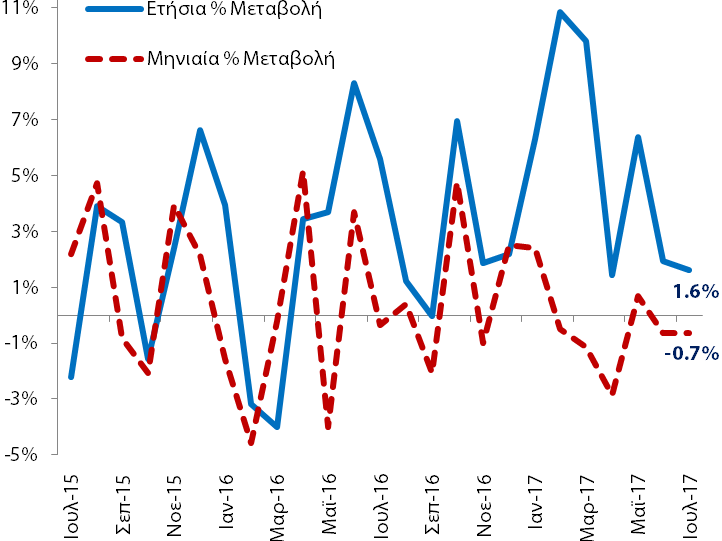 11%
9%
7%
5%
3%
1%
-1%
-3%
-5%
Ετήσια % Μεταβολή
Μηνιαία % Μεταβολή
1.6%
-0.7%
Ιουλ-15
Σεπ-15
Νοε-15
Ιαν-16
Μαρ-16
Μαϊ-16
Ιουλ-16
Σεπ-16
Νοε-16
Ιαν-17
Μαρ-17
Μαϊ-17
Ιουλ-17